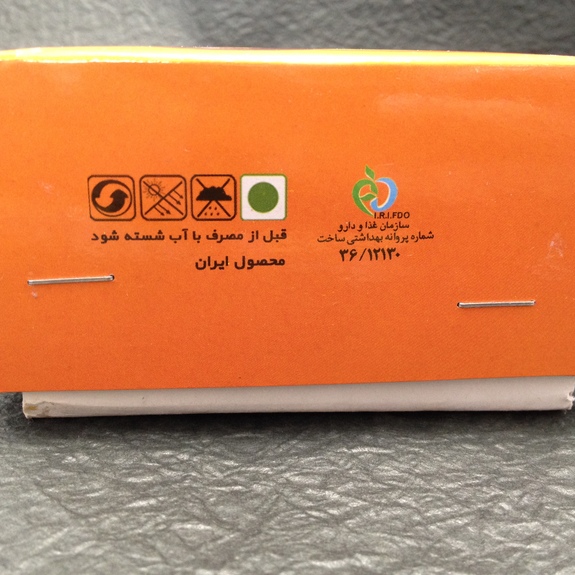 I.R.I.FDO
سازمان غذا و دارو
شماره پروانه بهداشتی ساخت
۳۶/۱۲۱۳۰
قبل از مصرف با آب شسته شود
محصول ایران